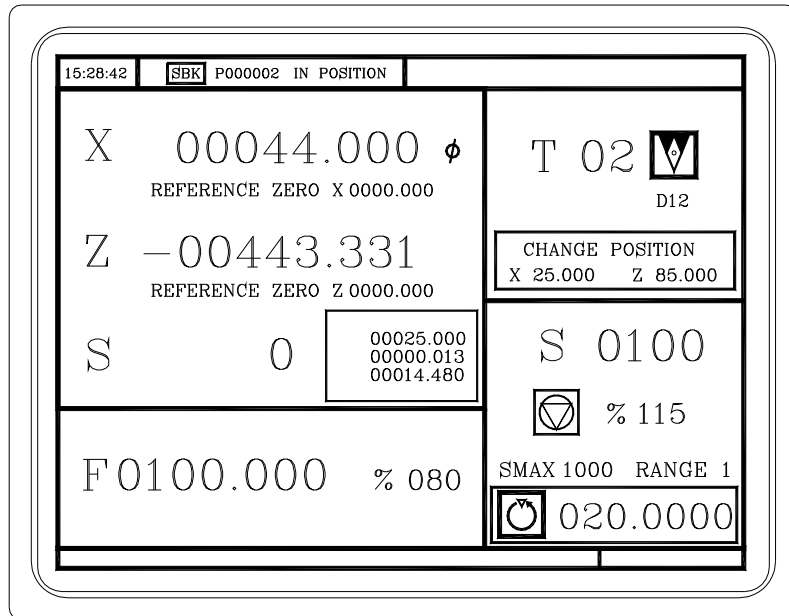 15:28:42 SBK P000002 IN POSITION
X 00044.000 ϕ
REFERENCE ZERO X 0000.000
Z -00443.331
REFERENCE ZERO Z 0000.000
S 0
00025.000
00000.013
00014.480
F 0100.000 % 080
T 02
D12
CHANGE POSITION
X 25.000 Z 85.000
S 0100
% 115
SMAX 1000 RANGE 1
020.0000